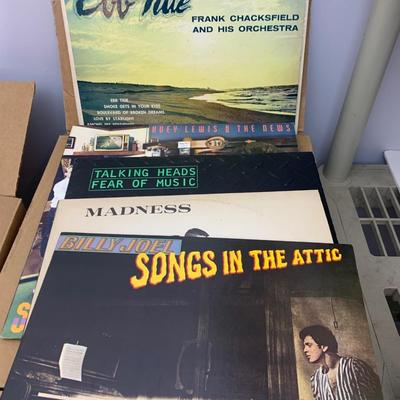 Ebb Tide
FRANK CHACKSFIELD
AND HIS ORCHESTRA
EBB TIDE
SMOKE GETS IN YOUR EYES
BOULEVARD OF BROKEN DREAMS
LOVE BY STARLIGHT
HUEY LEWIS & THE NEWS
TALKING HEADS
FEAR OF MUSIC
MADNESS
BILLY JOEL
SONGS IN THE ATTIC